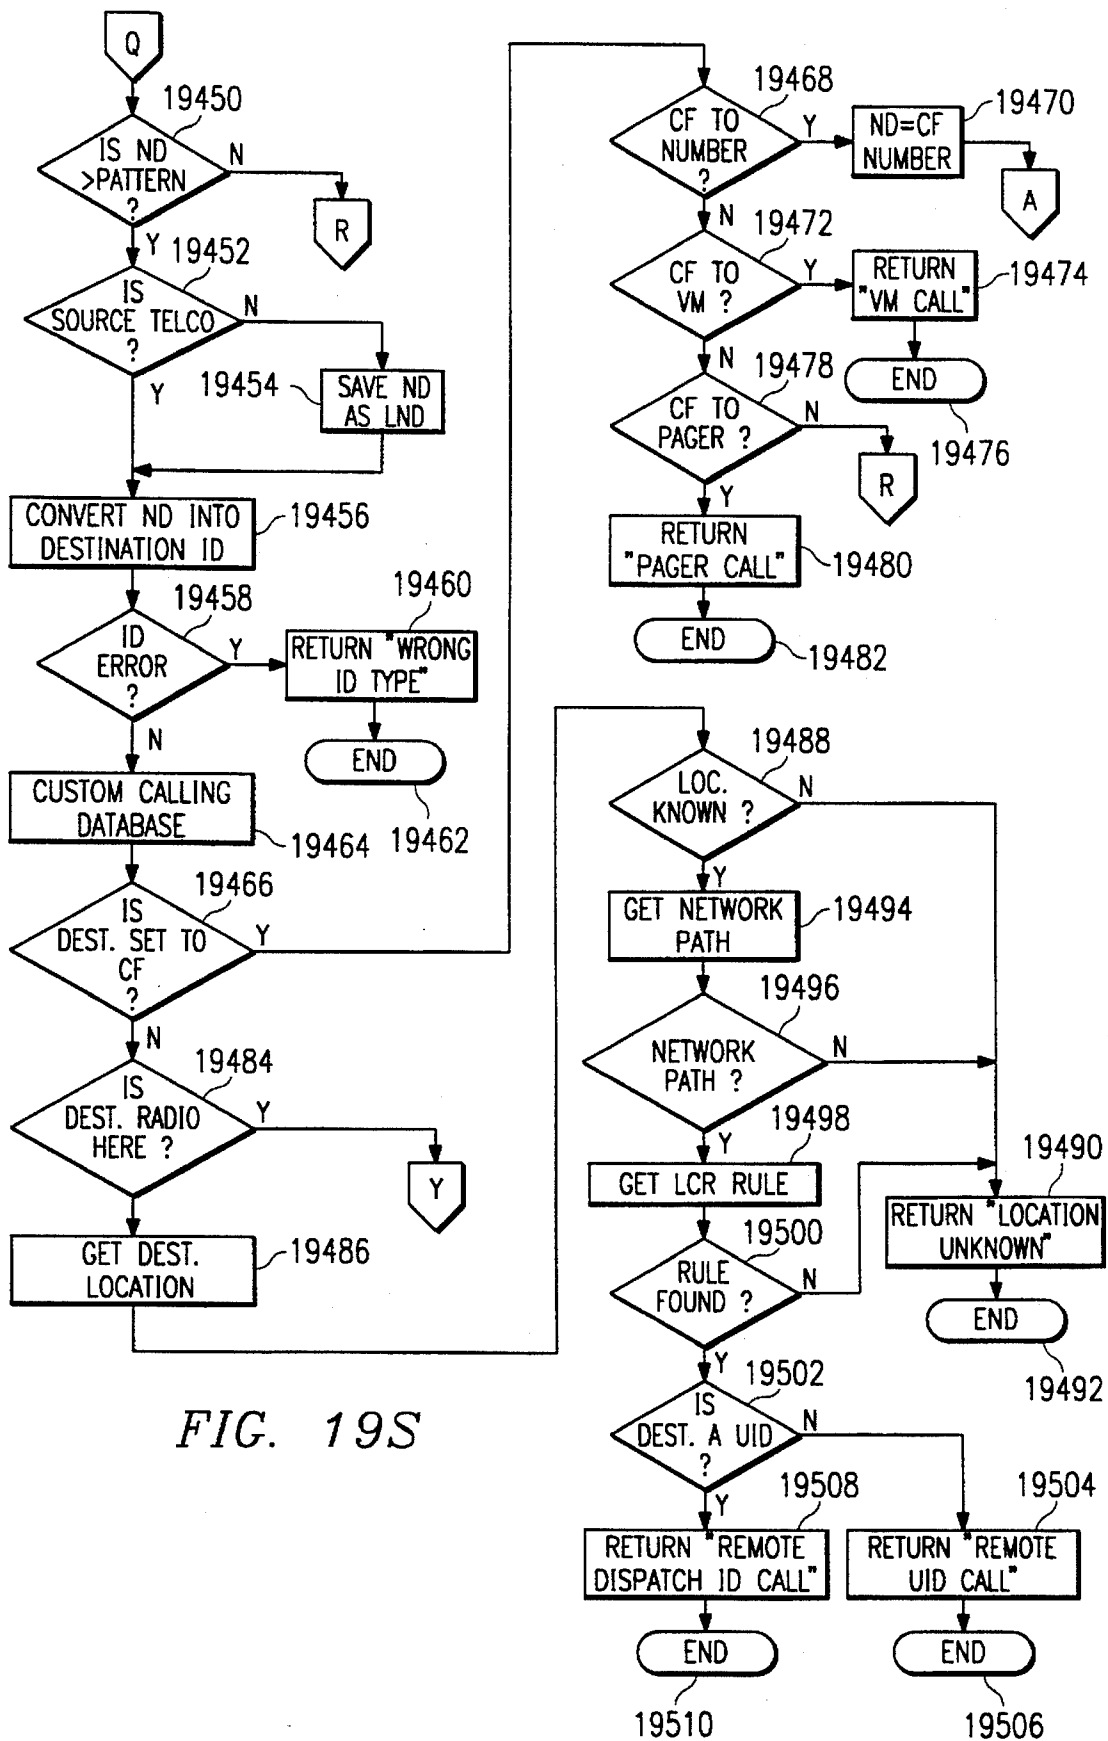 Q
19450
IS ND
>PATTERN
?
N
R
Y
19452
IS
SOURCE TELCO
?
N
Y
19454
SAVE ND
AS LND
CONVERT ND INTO
DESTINATION ID
19456
19458
ID
ERROR
?
Y
19460
RETURN "WRONG
ID TYPE"
N
END
19462
CUSTOM CALLING
DATABASE
19464
19466
IS
DEST. SET TO
CF
?
Y
N
19484
IS
DEST. RADIO
HERE ?
Y
Y
GET DEST.
LOCATION
19486
19468
CF TO
NUMBER
?
Y
ND=CF
NUMBER
19470
A
N
19472
CF TO
VM ?
Y
RETURN
"VM CALL"
19474
END
19476
N
19478
CF TO
PAGER ?
N
R
Y
RETURN
"PAGER CALL"
19480
END
19482
19488
LOC.
KNOWN ?
N
Y
GET NETWORK
PATH
19494
19496
NETWORK
PATH ?
N
Y
19498
GET LCR RULE
19490
RETURN "LOCATION
UNKNOWN"
END
19492
19500
RULE
FOUND ?
N
Y
19502
IS
DEST. A UID
?
N
Y
19508
RETURN "REMOTE
DISPATCH ID CALL"
END
19510
19504
RETURN "REMOTE
UID CALL"
END
19506
FIG. 19S